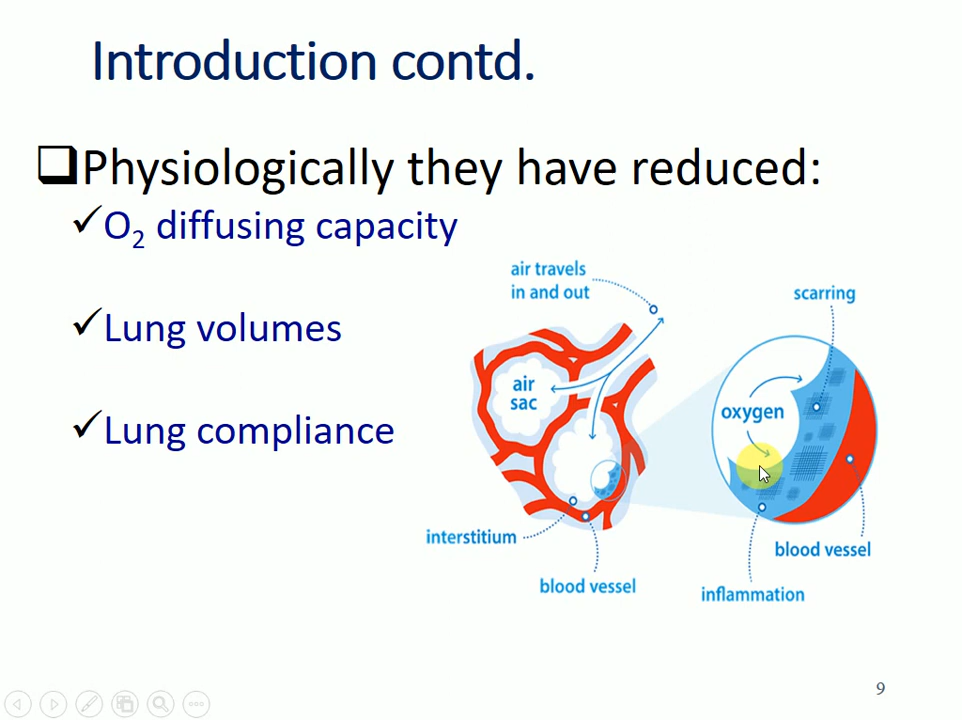 Introduction contd.
Physiologically they have reduced:
O₂ diffusing capacity
Lung volumes
Lung compliance
air travels
in and out
scarring
air
sac
oxygen
interstitium
blood vessel
blood vessel
inflammation
9